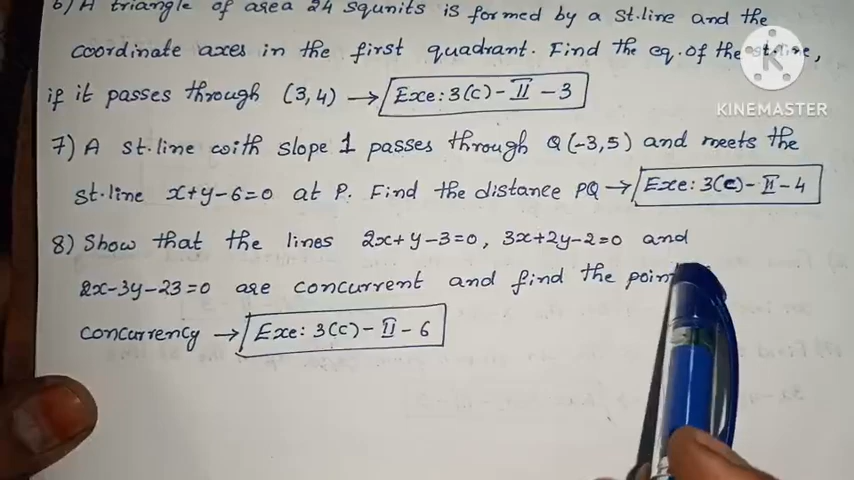 6) A triangle of area 24 squnits is formed by a st.line and the
coordinate axes in the first quadrant. Find the eq. of the st.line,
if it passes through (3,4) → Exe: 3(c)-II-3
7) A st.line with slope 1 passes through Q(-3,5) and meets the
st.line x+y-6=0 at P. Find the distance PQ → Exe: 3(c)-II-4
8) Show that the lines 2x+y-3=0, 3x+2y-2=0 and
2x-3y-23=0 are concurrent and find the point
concurrency → Exe: 3(c)-II-6
KINEMASTER